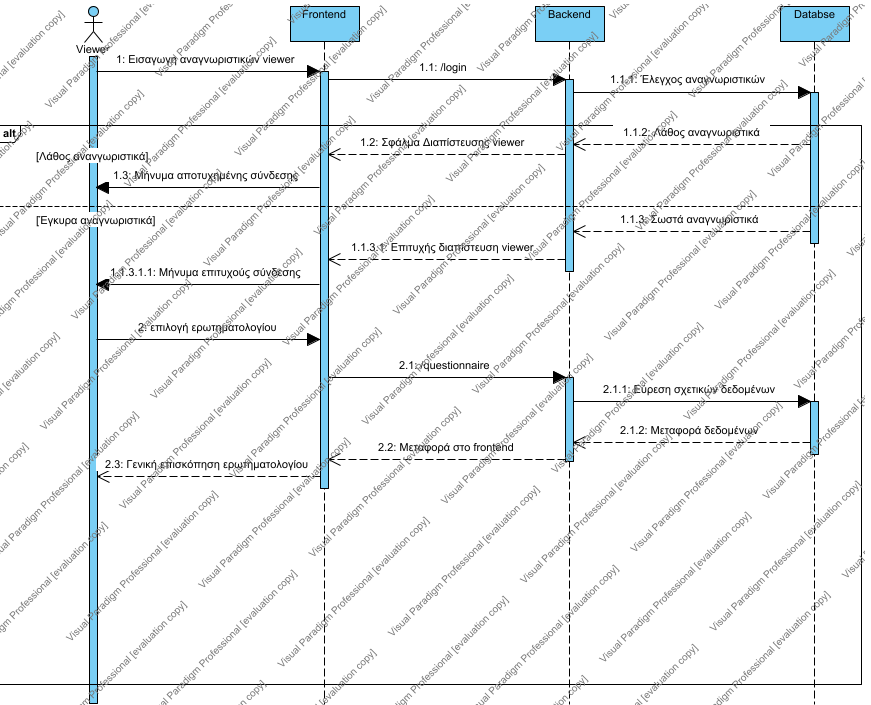 Viewer
Frontend
Backend
Databse
1: Εισαγωγή αναγνωριστικών viewer
1.1: /login
1.1.1: Έλεγχος αναγνωριστικών
alt
1.1.2: Λάθος αναγνωριστικά
1.2: Σφάλμα Διαπίστευσης viewer
[Λάθος αναγνωριστικά]
1.3: Μήνυμα αποτυχημένης σύνδεσης
[Έγκυρα αναγνωριστικά]
1.1.3: Σωστά αναγνωριστικά
1.1.3.1: Επιτυχής διαπίστευση viewer
1.1.3.1.1: Μήνυμα επιτυχούς σύνδεσης
2: επιλογή ερωτηματολογίου
2.1: /questionnaire
2.1.1: Εύρεση σχετικών δεδομένων
2.1.2: Μεταφορά δεδομένων
2.2: Μεταφορά στο frontend
2.3: Γενική επισκόπηση ερωτηματολογίου
Visual Paradigm Professional [evaluation copy]